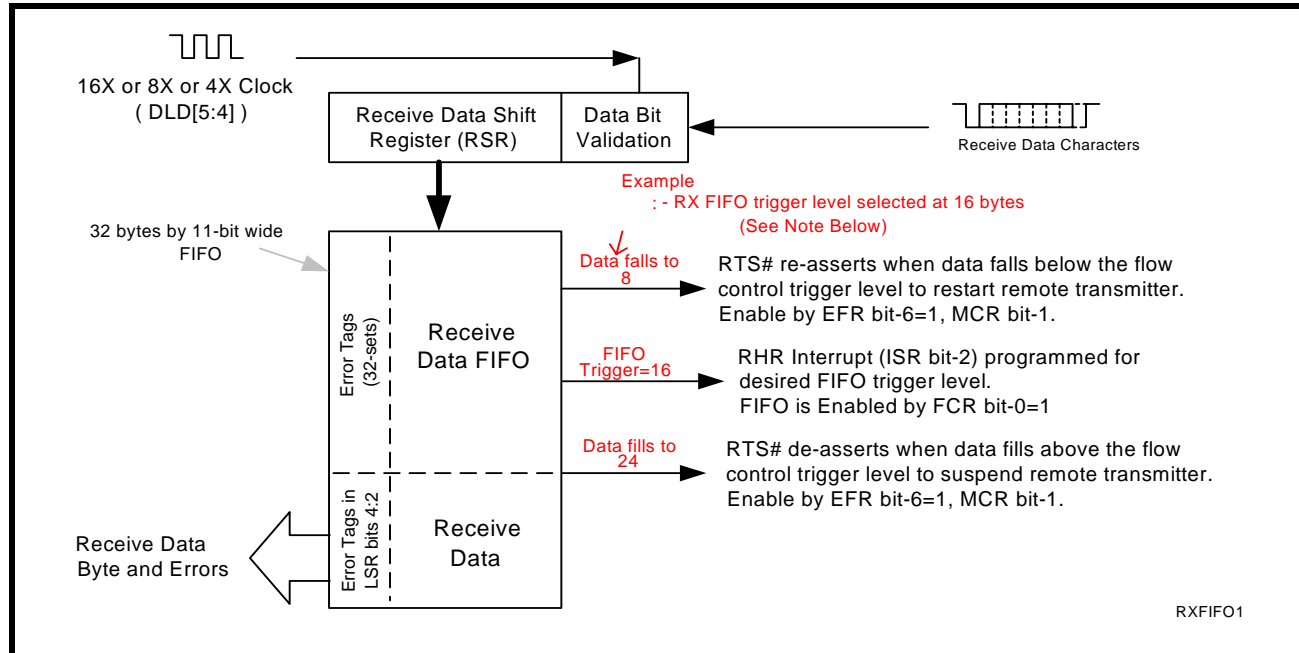 16X or 8X or 4X Clock
( DLD[5:4] )
Receive Data Shift
Register (RSR)
Data Bit
Validation
Receive Data Characters
Example
: - RX FIFO trigger level selected at 16 bytes
(See Note Below)
32 bytes by 11-bit wide
FIFO
Error Tags
(32-sets)
Receive
Data FIFO
Data falls to
8
RTS# re-asserts when data falls below the flow
control trigger level to restart remote transmitter.
Enable by EFR bit-6=1, MCR bit-1.
FIFO
Trigger=16
RHR Interrupt (ISR bit-2) programmed for
desired FIFO trigger level.
FIFO is Enabled by FCR bit-0=1
Data fills to
24
RTS# de-asserts when data fills above the flow
control trigger level to suspend remote transmitter.
Enable by EFR bit-6=1, MCR bit-1.
Error Tags in
LSR bits 4:2
Receive
Data
Receive Data
Byte and Errors
RXFIFO1